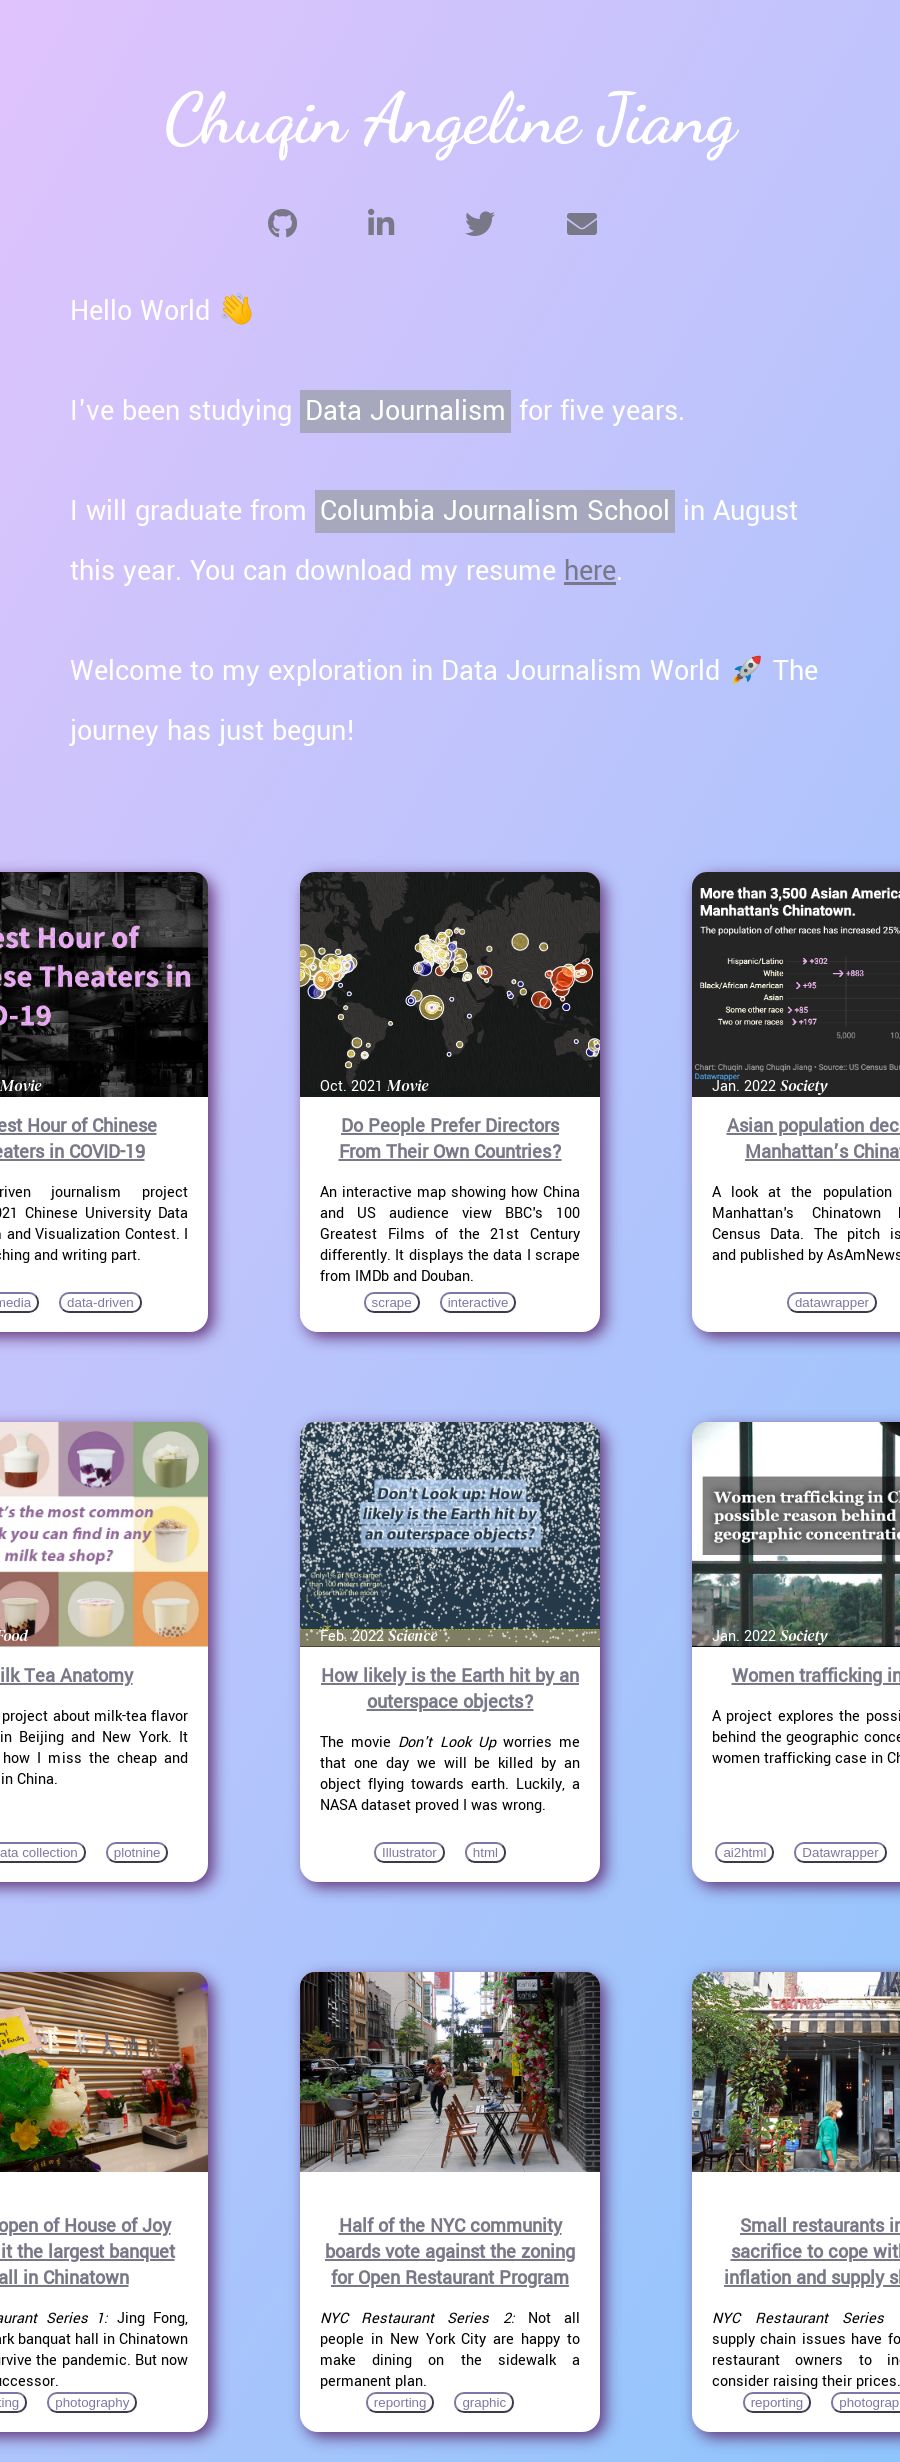 Chuqin Angeline Jiang
Hello World 👋
I've been studying Data Journalism for five years.
I will graduate from Columbia Journalism School in August
this year. You can download my resume here.
Welcome to my exploration in Data Journalism World 🚀 The
journey has just begun!
est Hour of
ese Theaters in
D-19
Movie
est Hour of Chinese
eaters in COVID-19
riven journalism project
021 Chinese University Data
and Visualization Contest. I
ching and writing part.
media data-driven
Oct. 2021 Movie
Do People Prefer Directors
From Their Own Countries?
An interactive map showing how China
and US audience view BBC's 100
Greatest Films of the 21st Century
differently. It displays the data I scrape
from IMDb and Douban.
scrape interactive
More than 3,500 Asian America
Manhattan's Chinatown.
The population of other races has increased 25%
Hispanic/Latino +302
White +883
Black/African American +95
Asian
Some other race +85
Two or more races +197
5,000 10,
Chart: Chuqin Jiang Chuqin Jiang • Source:: US Census Bur
Datawrapper
Jan. 2022 Society
Asian population dec
Manhattan's China
A look at the population
Manhattan's Chinatown
Census Data. The pitch is
and published by AsAmNews
datawrapper
t's the most common
k you can find in any
milk tea shop?
Food
ilk Tea Anatomy
project about milk-tea flavor
in Beijing and New York. It
how I miss the cheap and
in China.
ata collection plotnine
Don't Look up: How
likely is the Earth hit by
an outerspace objects?
Only 1% of NEOs larger
than 100 meters can get
closer than the moon
Feb. 2022 Science
How likely is the Earth hit by an
outerspace objects?
The movie Don't Look Up worries me
that one day we will be killed by an
object flying towards earth. Luckily, a
NASA dataset proved I was wrong.
Illustrator html
Women trafficking in C
possible reason behind
geographic concentrati
Jan. 2022 Society
Women trafficking in
A project explores the possi
behind the geographic conce
women trafficking case in Ch
ai2html Datawrapper
open of House of Joy
it the largest banquet
all in Chinatown
aurant Series 1: Jing Fong,
ark banquat hall in Chinatown
rvive the pandemic. But now
uccessor.
ting photography
Half of the NYC community
boards vote against the zoning
for Open Restaurant Program
NYC Restaurant Series 2: Not all
people in New York City are happy to
make dining on the sidewalk a
permanent plan.
reporting graphic
Small restaurants in
sacrifice to cope with
inflation and supply s
NYC Restaurant Series
supply chain issues have fo
restaurant owners to in
consider raising their prices.
reporting photograp